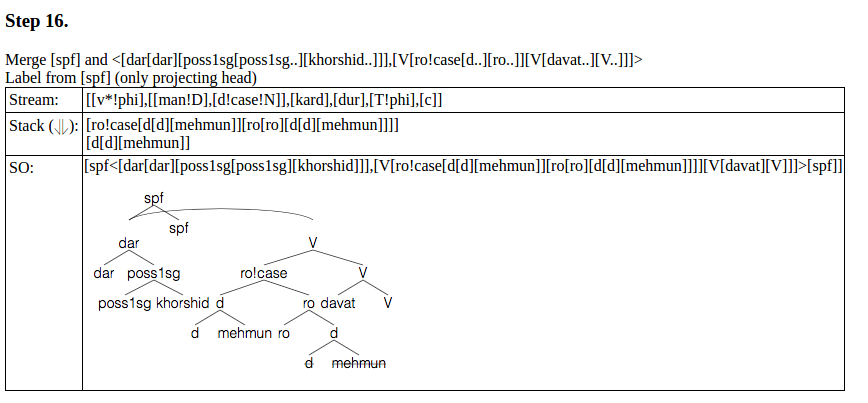 Step 16.
Merge [spf] and <[dar[dar][poss1sg[poss1sg..][khorshid..]]],[V[ro!case[d..][ro..]][V[davat..][V..]]]>
Label from [spf] (only projecting head)
Stream: [[v*!phi],[[man!D],[d!case!N]],[kard],[dur],[T!phi],[c]]
Stack (⇃⇂): [ro!case[d[d][mehmun]][ro[ro][d[d][mehmun]]]]
[d[d][mehmun]]
SO: [spf<[dar[dar][poss1sg[poss1sg][khorshid]]],[V[ro!case[d[d][mehmun]][ro[ro][d[d][mehmun]]]][V[davat][V]]]>[spf]]
spf
spf
dar V
dar poss1sg ro!case V
poss1sg khorshid d ro davat V
d mehmun ro d
d mehmun